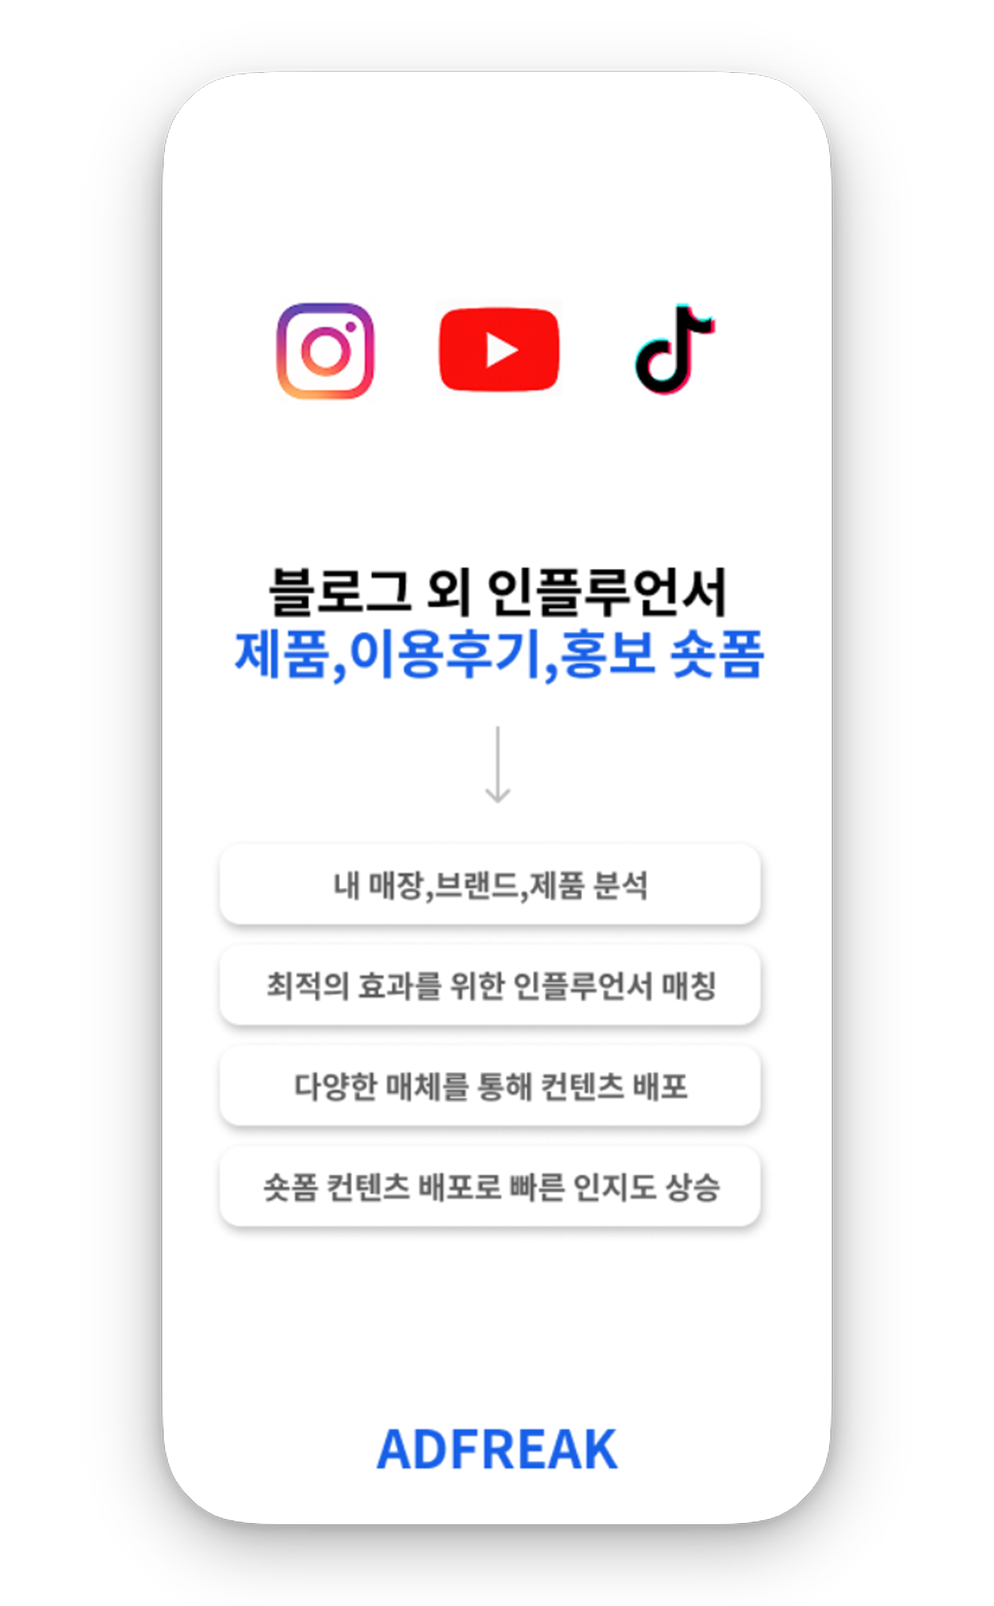 블로그 외 인플루언서
제품,이용후기,홍보 숏폼
내 매장,브랜드,제품 분석
최적의 효과를 위한 인플루언서 매칭
다양한 매체를 통해 컨텐츠 배포
숏폼 컨텐츠 배포로 빠른 인지도 상승
ADFREAK